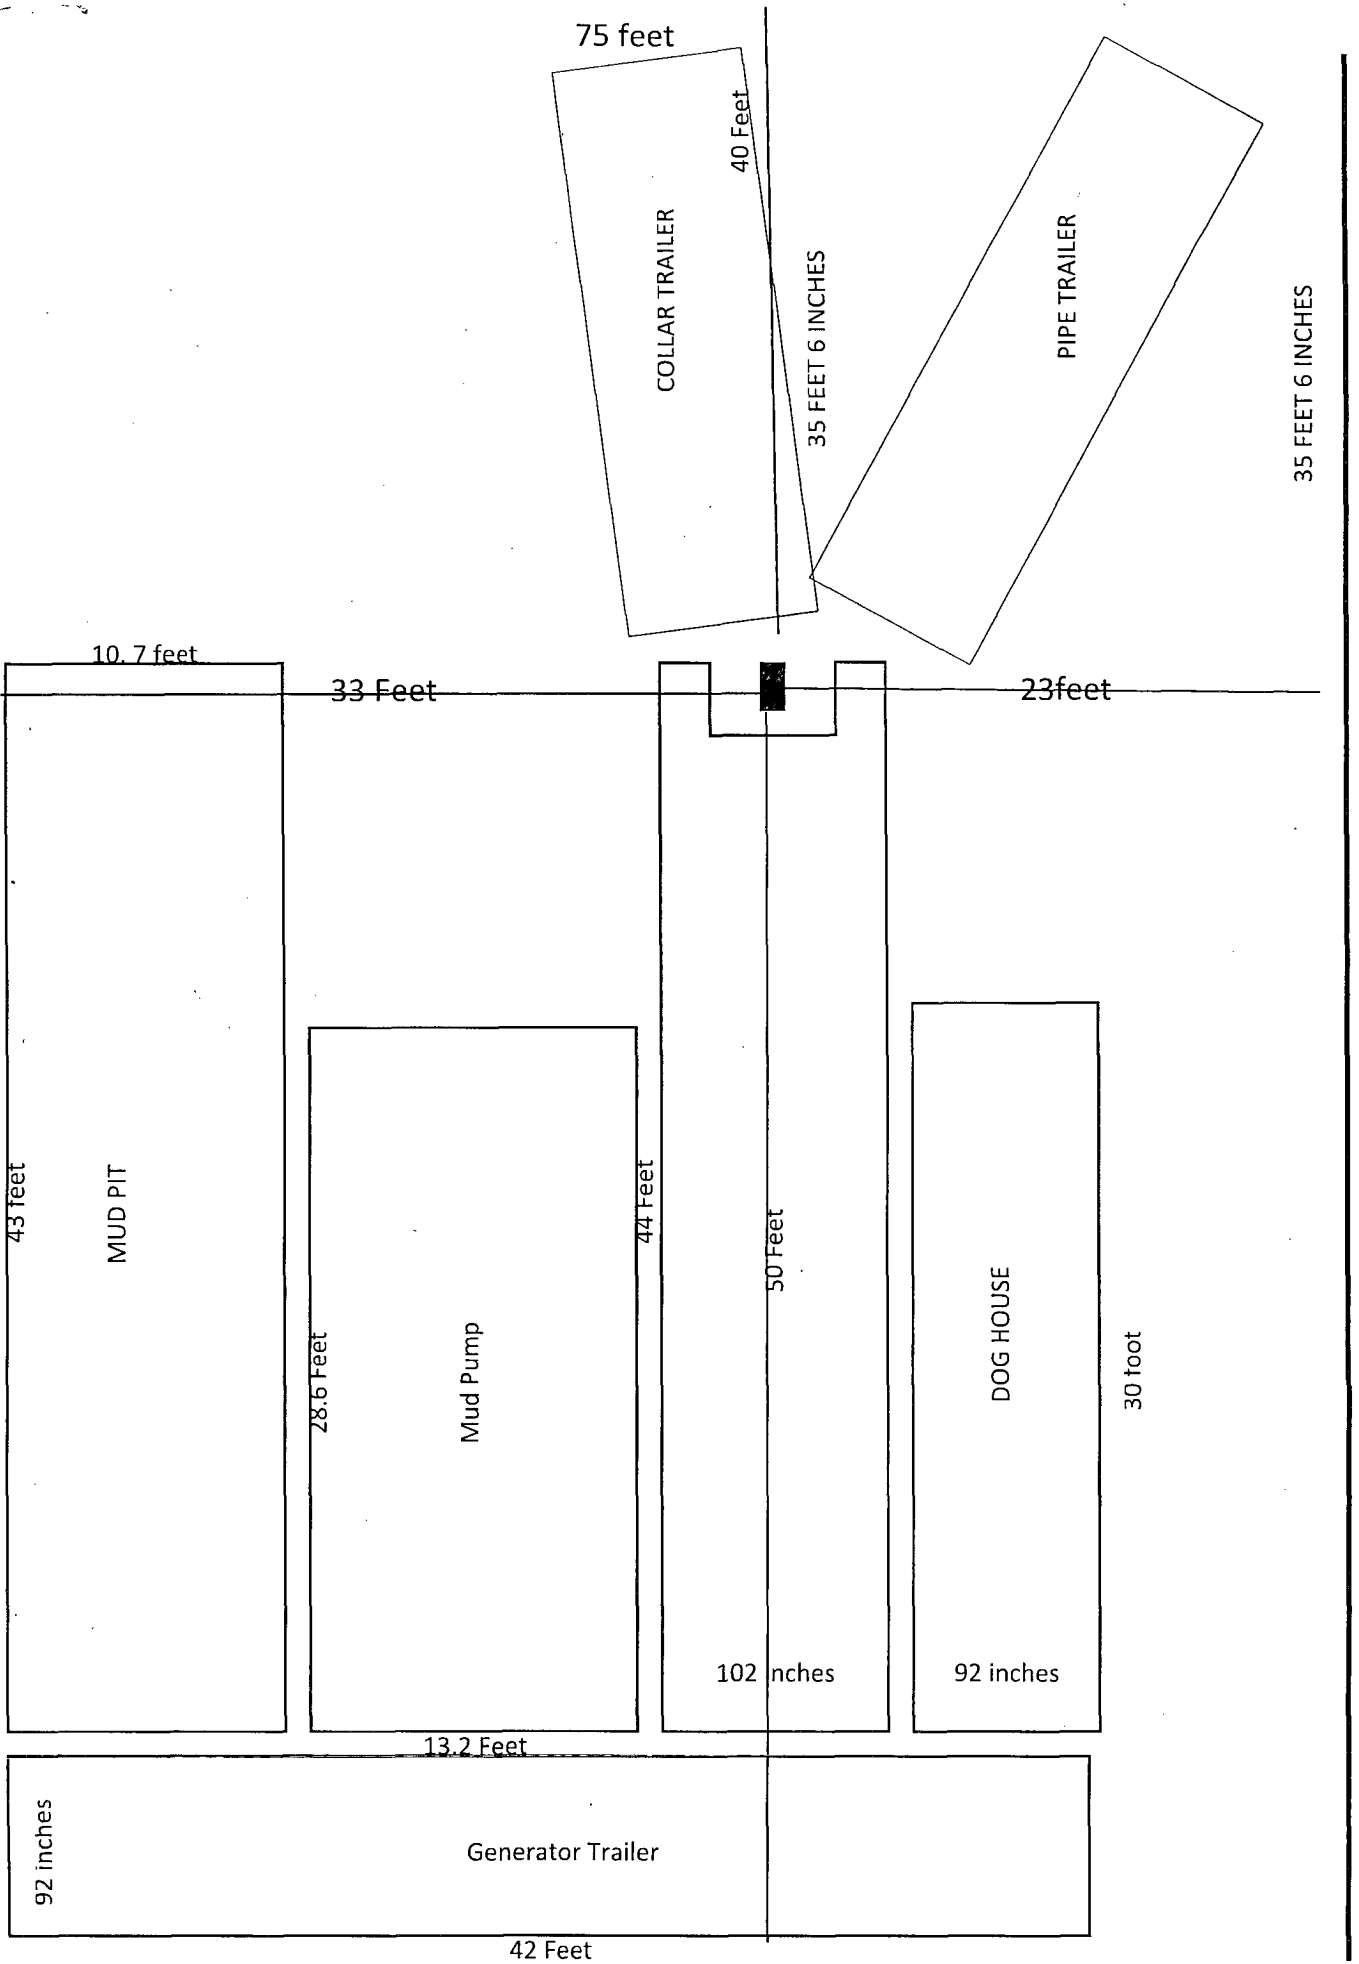 75 feet
40 Feet
COLLAR TRAILER
35 FEET 6 INCHES
PIPE TRAILER
35 FEET 6 INCHES
10. 7 feet
33 Feet
23feet
43 feet
MUD PIT
28.6 Feet
Mud Pump
44 Feet
50 Feet
DOG HOUSE
30 foot
102 inches
92 inches
13.2 Feet
92 inches
Generator Trailer
42 Feet